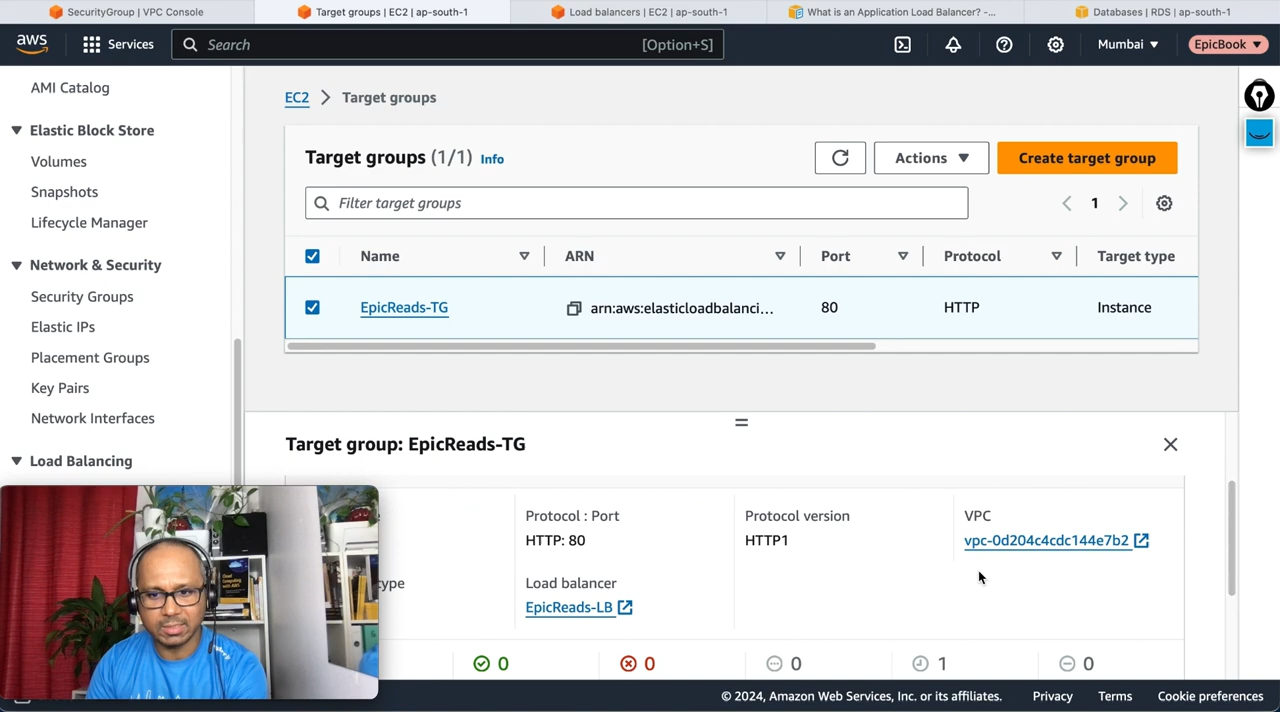 SecurityGroup | VPC Console
Target groups | EC2 | ap-south-1
Load balancers | EC2 | ap-south-1
What is an Application Load Balancer? -...
Databases | RDS | ap-south-1
aws
Services
Search
[Option+S]
Mumbai
EpicBook
AMI Catalog
Elastic Block Store
Volumes
Snapshots
Lifecycle Manager
Network & Security
Security Groups
Elastic IPs
Placement Groups
Key Pairs
Network Interfaces
Load Balancing
EC2
Target groups
Target groups (1/1) Info
Actions
Create target group
Filter target groups
1
Name
ARN
Port
Protocol
Target type
EpicReads-TG
arn:aws:elasticloadbalanci...
80
HTTP
Instance
Target group: EpicReads-TG
Protocol : Port
HTTP: 80
Protocol version
HTTP1
VPC
vpc-0d204c4cdc144e7b2
type
Load balancer
EpicReads-LB
0
0
0
1
0
© 2024, Amazon Web Services, Inc. or its affiliates.
Privacy
Terms
Cookie preferences